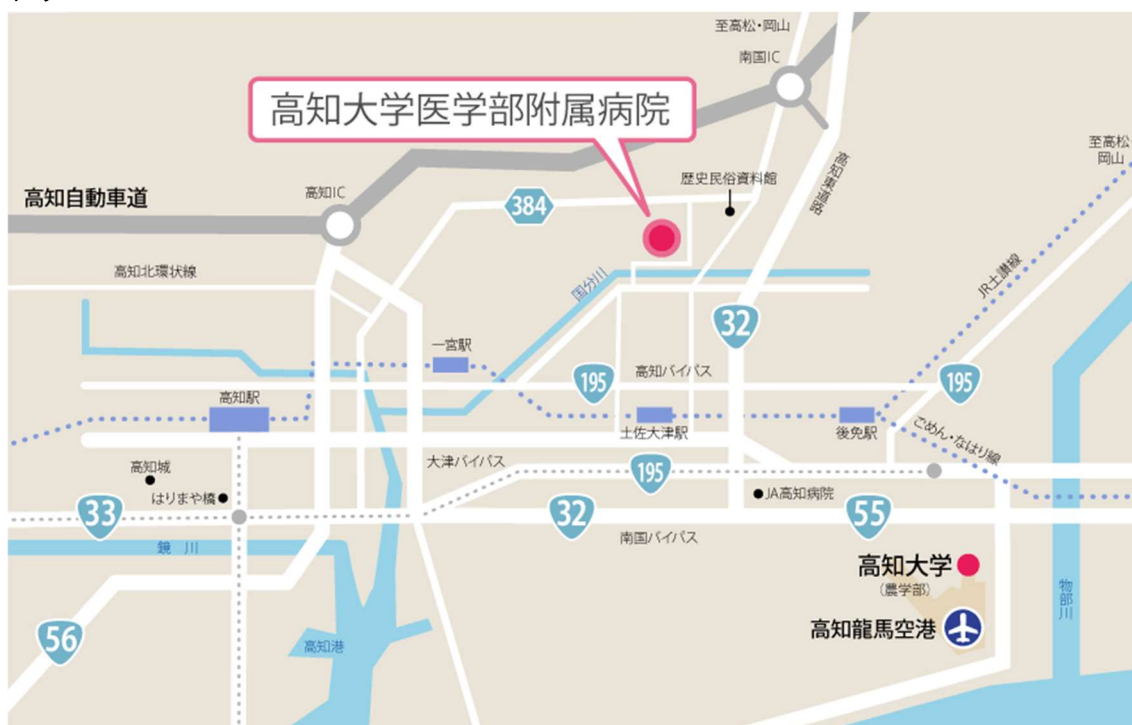 至高松・岡山
南国IC
高知大学医学部附属病院
至高松・
岡山
高知東道路
歴史民俗資料館
高知自動車道
高知IC
384
高知北環状線
国分川
JR土讃線
32
一宮駅
高知バイパス
195
195
高知駅
土佐大津駅
後免駅
ごめん・なはり線
高知城
大津バイパス
195
はりまや橋
JA高知病院
33
32
55
南国バイパス
鏡 川
高知大学
(農学部)
物部川
高知龍馬空港
56
高知港